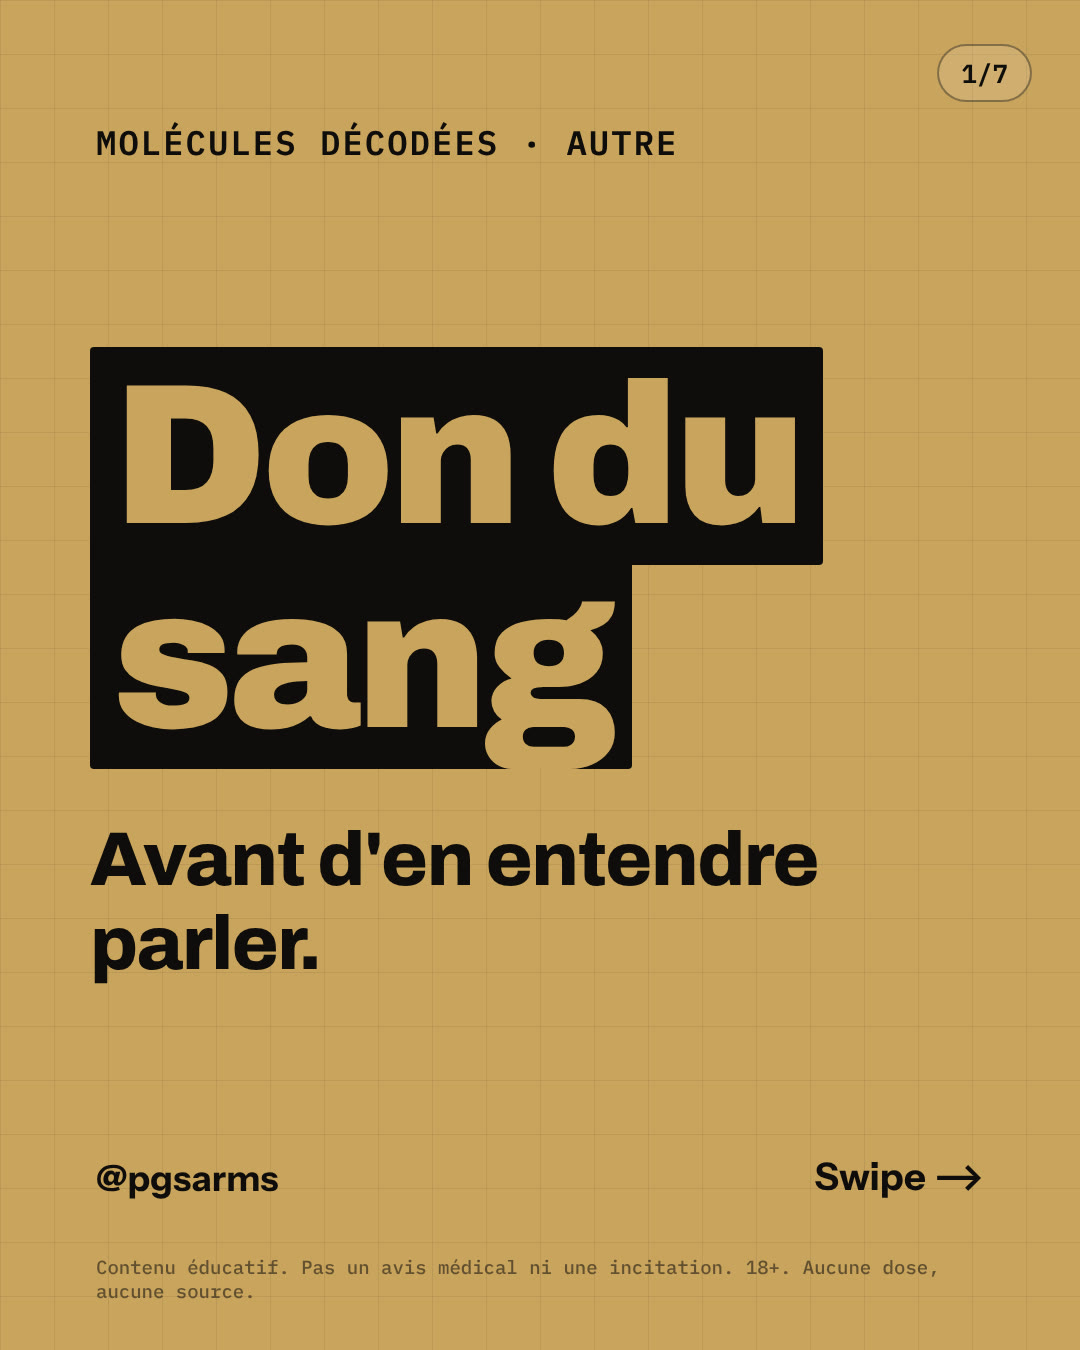 1/7
MOLÉCULES DÉCODÉES · AUTRE
Don du
sang
Avant d'en entendre
parler.
@pgsarms
Swipe →
Contenu éducatif. Pas un avis médical ni une incitation. 18+. Aucune dose,
aucune source.